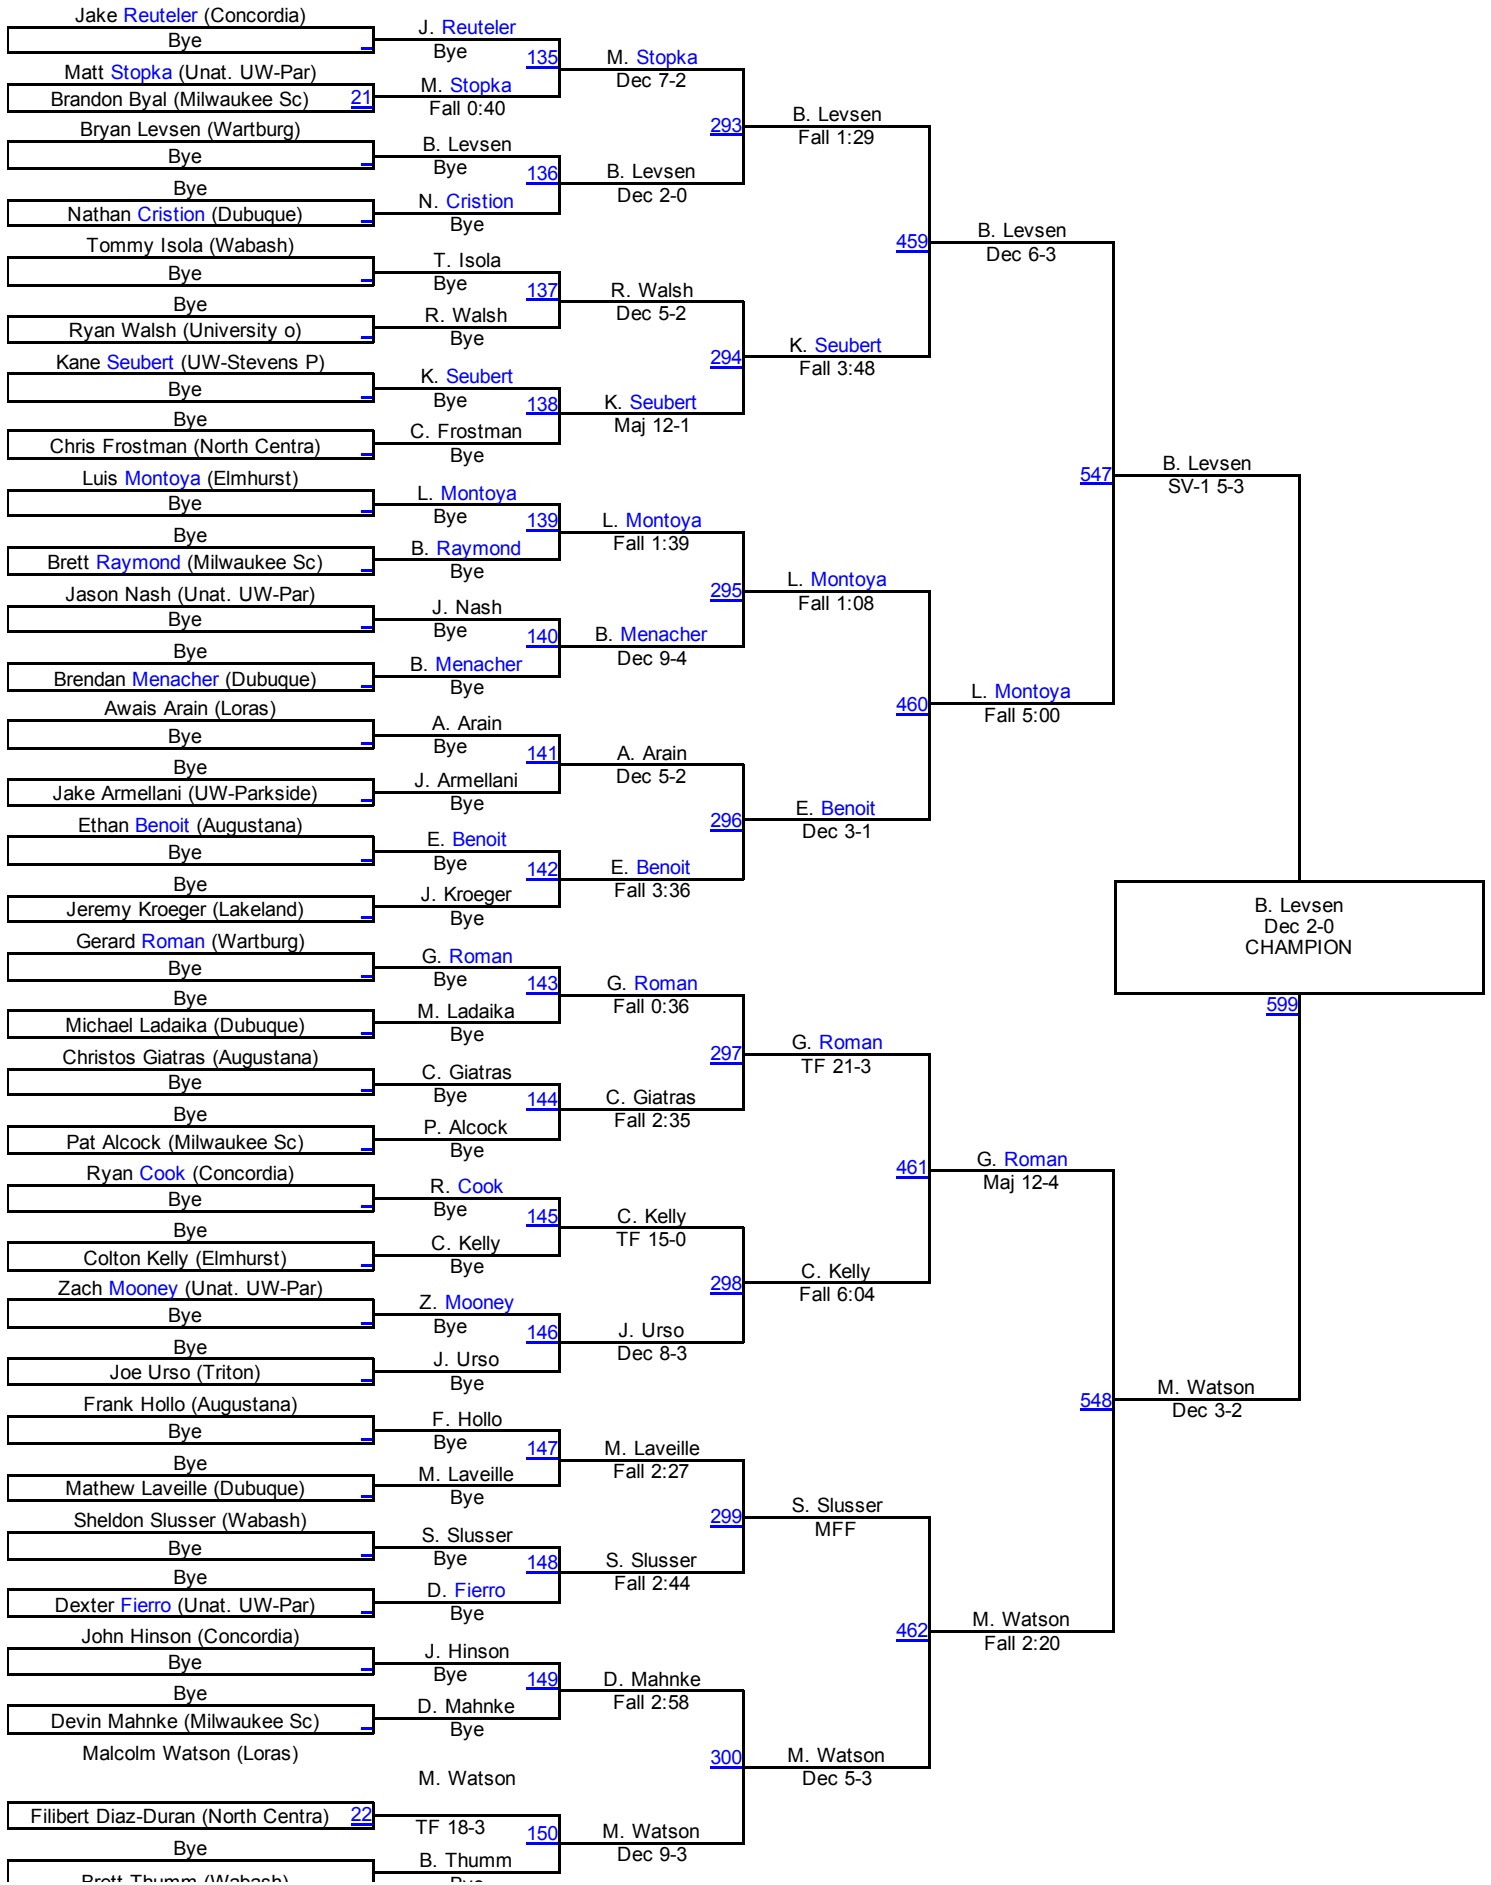 Jake Reuteler (Concordia)
Bye
Matt Stopka (Unat. UW-Par)
Brandon Byal (Milwaukee Sc) 21
Bryan Levsen (Wartburg)
Bye
Bye
Nathan Cristion (Dubuque)
Tommy Isola (Wabash)
Bye
Bye
Ryan Walsh (University o)
Kane Seubert (UW-Stevens P)
Bye
Bye
Chris Frostman (North Centra)
Luis Montoya (Elmhurst)
Bye
Bye
Brett Raymond (Milwaukee Sc)
Jason Nash (Unat. UW-Par)
Bye
Bye
Brendan Menacher (Dubuque)
Awais Arain (Loras)
Bye
Bye
Jake Armellani (UW-Parkside)
Ethan Benoit (Augustana)
Bye
Bye
Jeremy Kroeger (Lakeland)
Gerard Roman (Wartburg)
Bye
Bye
Michael Ladaika (Dubuque)
Christos Giatras (Augustana)
Bye
Bye
Pat Alcock (Milwaukee Sc)
Ryan Cook (Concordia)
Bye
Bye
Colton Kelly (Elmhurst)
Zach Mooney (Unat. UW-Par)
Bye
Bye
Joe Urso (Triton)
Frank Hollo (Augustana)
Bye
Bye
Mathew Laveille (Dubuque)
Sheldon Slusser (Wabash)
Bye
Bye
Dexter Fierro (Unat. UW-Par)
John Hinson (Concordia)
Bye
Bye
Devin Mahnke (Milwaukee Sc)
Malcolm Watson (Loras)
Filibert Diaz-Duran (North Centra) 22
Bye
Brett Thumm (Wabash)
J. Reuteler
Bye 135
M. Stopka
Fall 0:40
B. Levsen
Bye 136
N. Cristion
Bye
T. Isola
Bye 137
R. Walsh
Bye
K. Seubert
Bye 138
C. Frostman
Bye
L. Montoya
Bye 139
B. Raymond
Bye
J. Nash
Bye 140
B. Menacher
Bye
A. Arain
Bye 141
J. Armellani
Bye
E. Benoit
Bye 142
J. Kroeger
Bye
G. Roman
Bye 143
M. Ladaika
Bye
C. Giatras
Bye 144
P. Alcock
Bye
R. Cook
Bye 145
C. Kelly
Bye
Z. Mooney
Bye 146
J. Urso
Bye
F. Hollo
Bye 147
M. Laveille
Bye
S. Slusser
Bye 148
D. Fierro
Bye
J. Hinson
Bye 149
D. Mahnke
Bye
M. Watson
TF 18-3 150
B. Thumm
Bye
M. Stopka
Dec 7-2
293
B. Levsen
Dec 2-0
R. Walsh
Dec 5-2
294
K. Seubert
Maj 12-1
L. Montoya
Fall 1:39
295
B. Menacher
Dec 9-4
A. Arain
Dec 5-2
296
E. Benoit
Fall 3:36
G. Roman
Fall 0:36
297
C. Giatras
Fall 2:35
C. Kelly
TF 15-0
298
J. Urso
Dec 8-3
M. Laveille
Fall 2:27
299
S. Slusser
Fall 2:44
D. Mahnke
Fall 2:58
300
M. Watson
Dec 9-3
B. Levsen
Fall 1:29
459
K. Seubert
Fall 3:48
L. Montoya
Fall 1:08
460
E. Benoit
Dec 3-1
G. Roman
TF 21-3
461
C. Kelly
Fall 6:04
S. Slusser
MFF
462
M. Watson
Dec 5-3
B. Levsen
Dec 6-3
547
L. Montoya
Fall 5:00
G. Roman
Maj 12-4
548
M. Watson
Fall 2:20
B. Levsen
SV-1 5-3
M. Watson
Dec 3-2
B. Levsen
Dec 2-0
CHAMPION
599